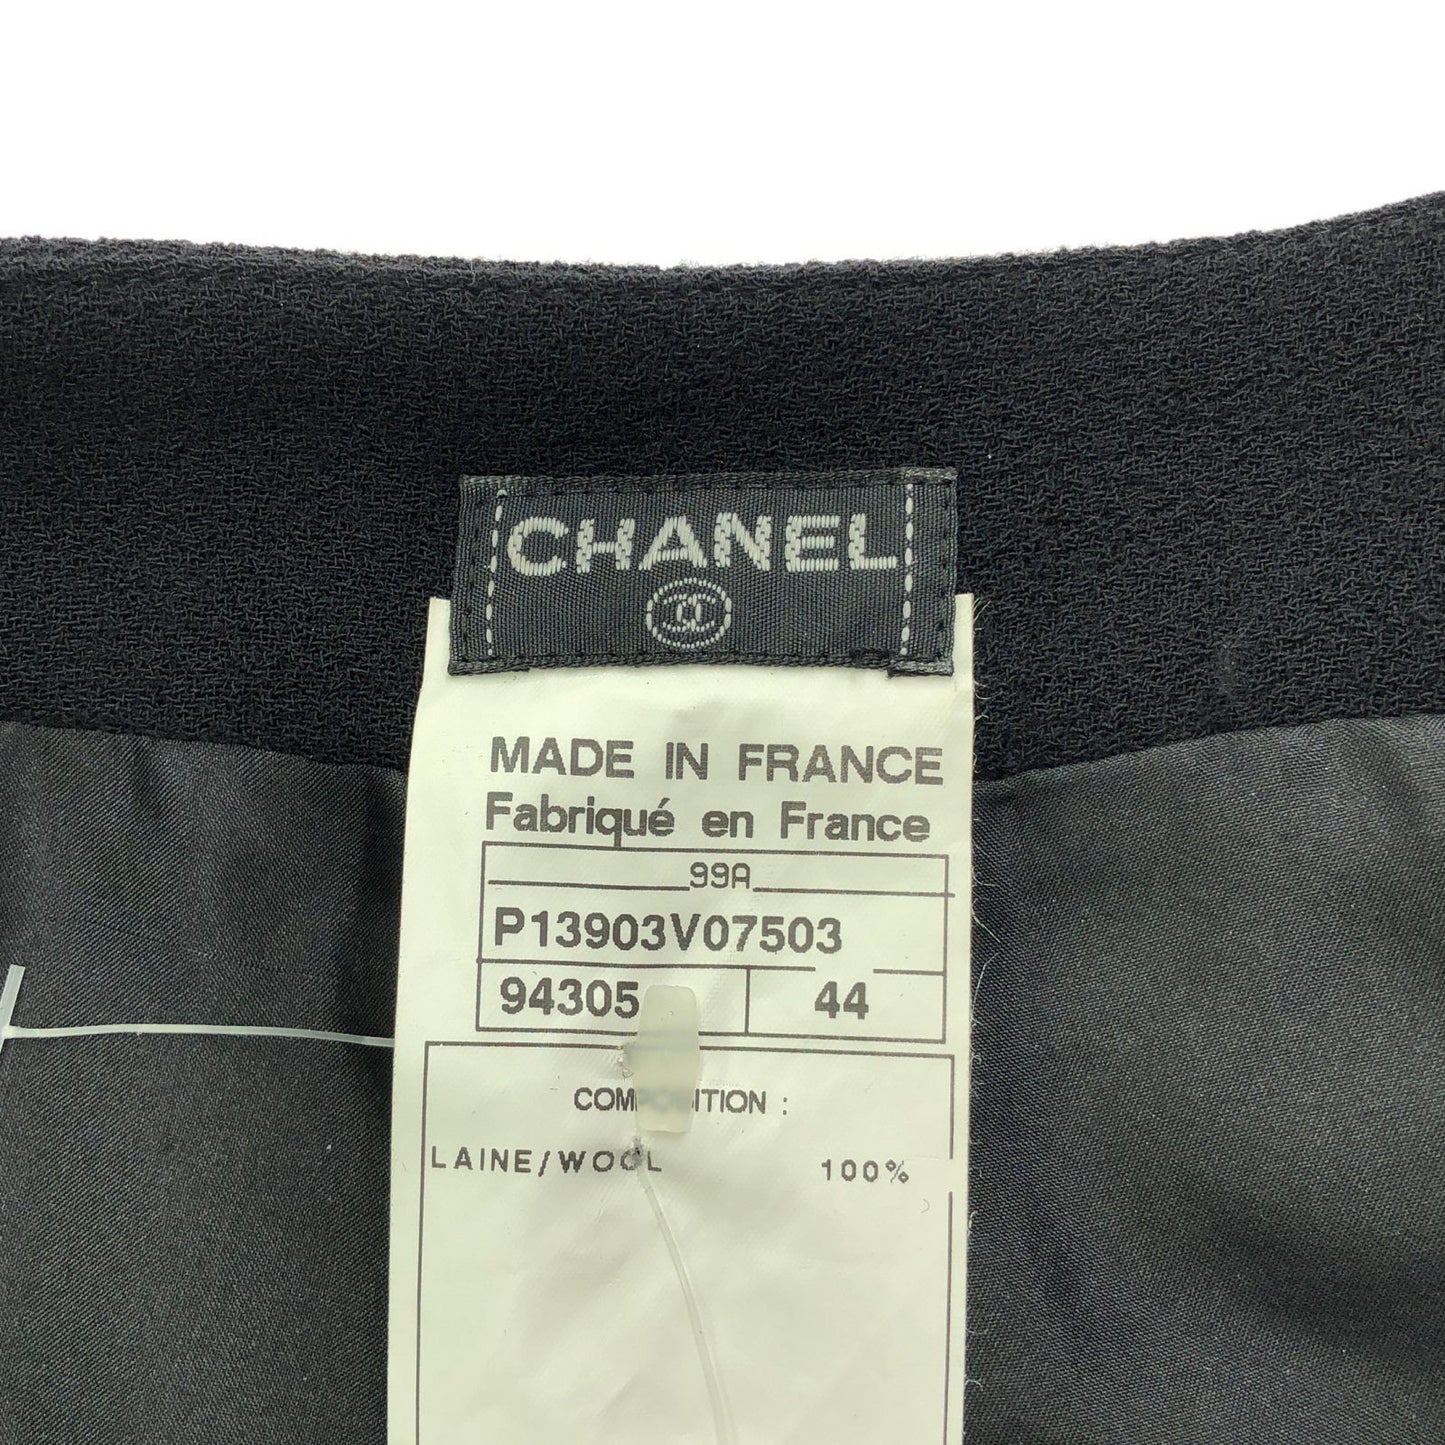 CHANEL
MADE IN FRANCE
Fabriqué en France
99A
P13903V07503
94305 44
COMPOSITION :
LAINE/WOOL 100%